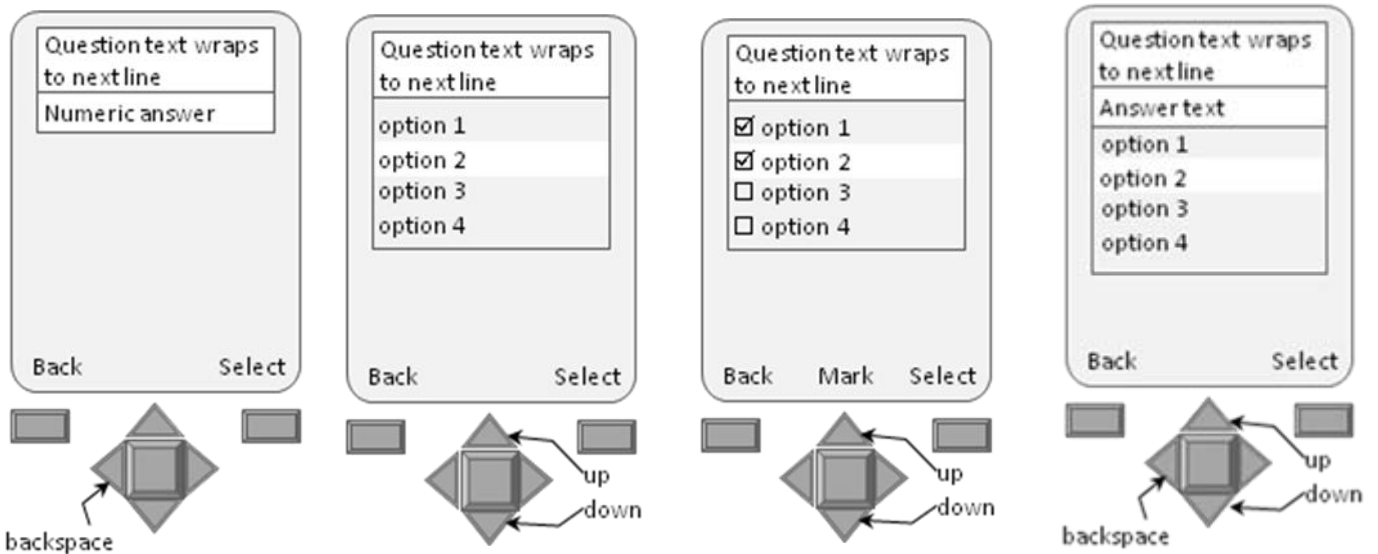 Question text wraps
to next line
Numeric answer
Back Select
backspace
Question text wraps
to next line
option 1
option 2
option 3
option 4
Back Select
up
down
Question text wraps
to next line
option 1
option 2
option 3
option 4
Back Mark Select
up
down
Question text wraps
to next line
Answer text
option 1
option 2
option 3
option 4
Back Select
up
down
backspace